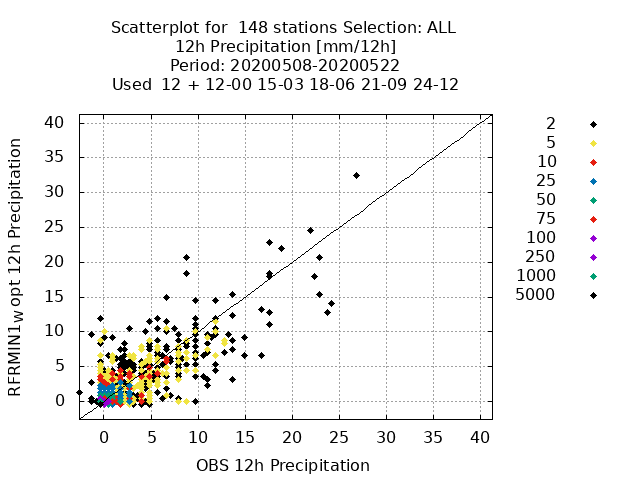 Scatterplot for  148 stations Selection: ALL
12h Precipitation [mm/12h]
Period: 20200508-20200522
Used  12 + 12-00 15-03 18-06 21-09 24-12
40
35
30
25
20
15
10
5
0
RFRMIN1W opt 12h Precipitation
0 5 10 15 20 25 30 35 40
OBS 12h Precipitation
2
5
10
25
50
75
100
250
1000
5000